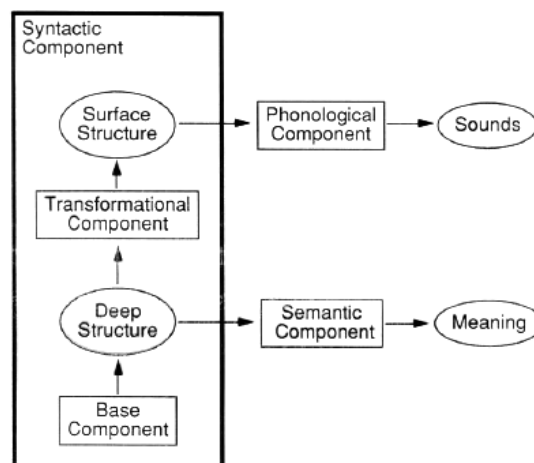 Syntactic
Component
Surface
Structure
Phonological
Component
Sounds
Transformational
Component
Deep
Structure
Semantic
Component
Meaning
Base
Component